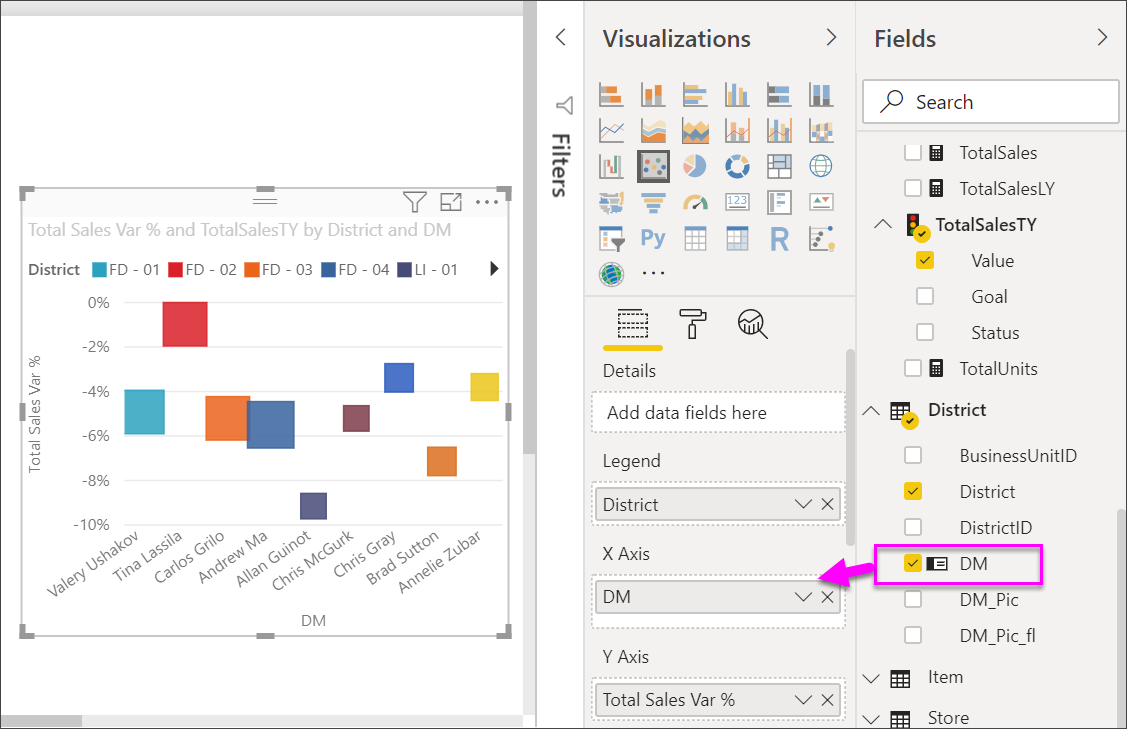 Total Sales Var % and TotalSalesTY by District and DM
District FD - 01 FD - 02 FD - 03 FD - 04 LI - 01
Total Sales Var %
0%
-2%
-4%
-6%
-8%
-10%
Valery Ushakov
Tina Lassila
Carlos Grilo
Andrew Ma
Allan Guinot
Chris McGurk
Chris Gray
Brad Sutton
Annelie Zubar
DM
Filters
Visualizations
123
Py
R
Details
Add data fields here
Legend
District
X Axis
DM
Y Axis
Total Sales Var %
Fields
Search
TotalSales
TotalSalesLY
TotalSalesTY
Value
Goal
Status
TotalUnits
District
BusinessUnitID
District
DistrictID
DM
DM_Pic
DM_Pic_fl
Item
Store